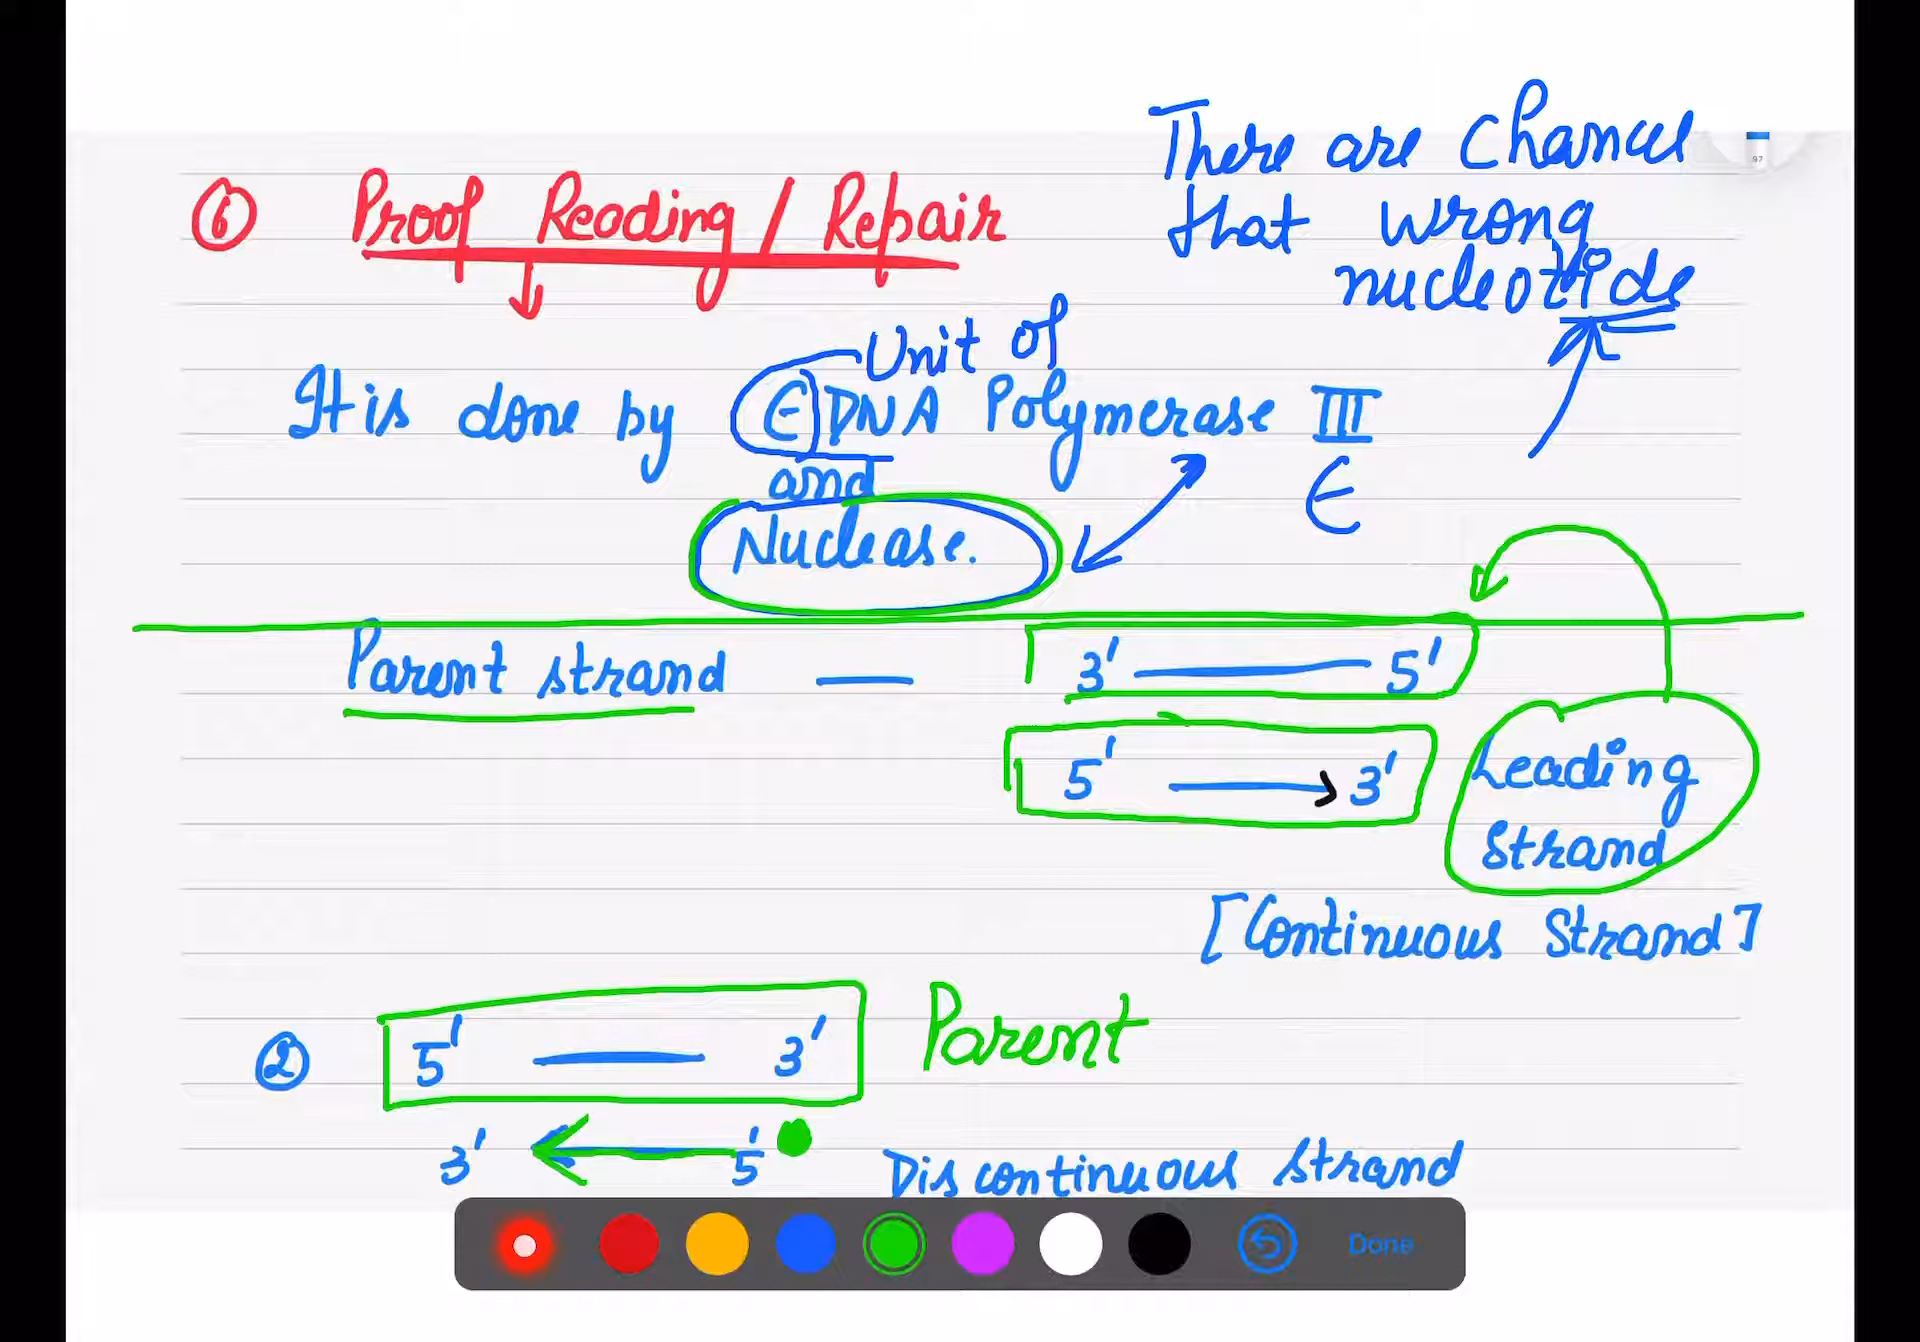 There are Chances
that wrong
nucleotide
⑥ Proof Reading / Repair
Unit of
It is done by ϵ DNA Polymerase III
and ϵ
Nuclease.
Parent strand — 3' — 5'
5' → 3' Leading
Strand
[Continuous Strand]
② 5' — 3' Parent
3' ← 5' Discontinuous strand
Done